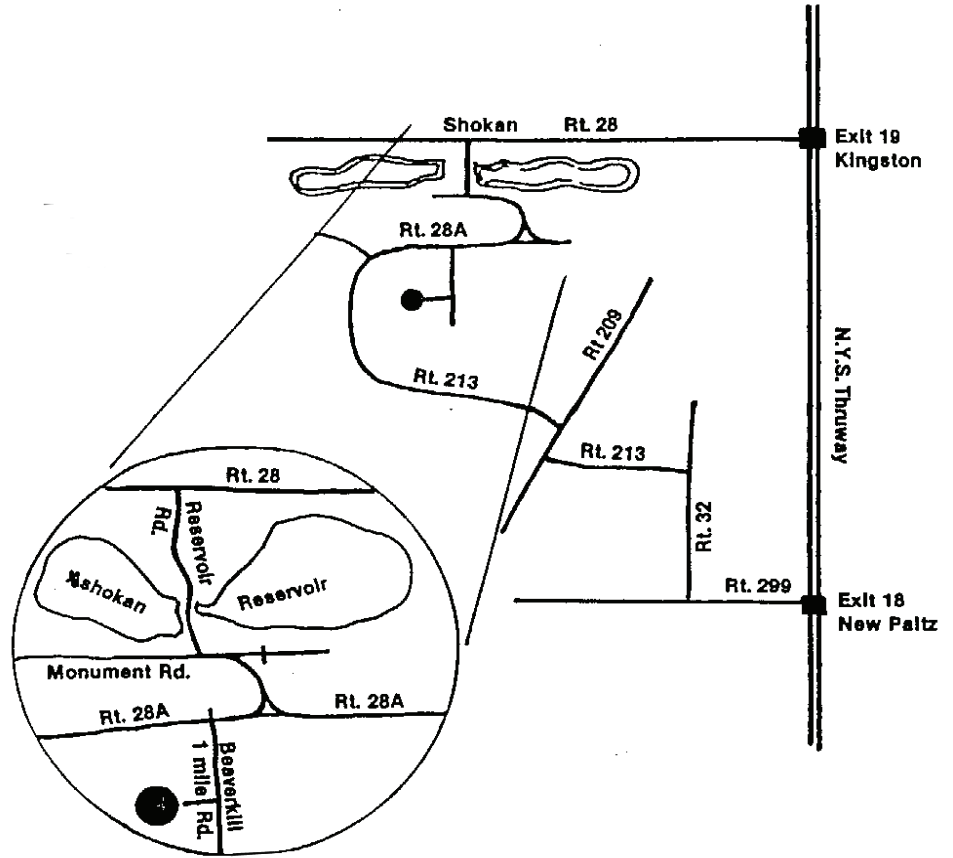 Shokan
Rt. 28
Exit 19
Kingston
Rt. 28A
Rt 209
N.Y.S. Thruway
Rt. 213
Rt. 213
Rt. 32
Rt. 299
Exit 18
New Paltz
Rt. 28
Reservoir
Rd.
Ashokan
Reservoir
Monument Rd.
Rt. 28A
Rt. 28A
Beaverkill
1 mile Rd.